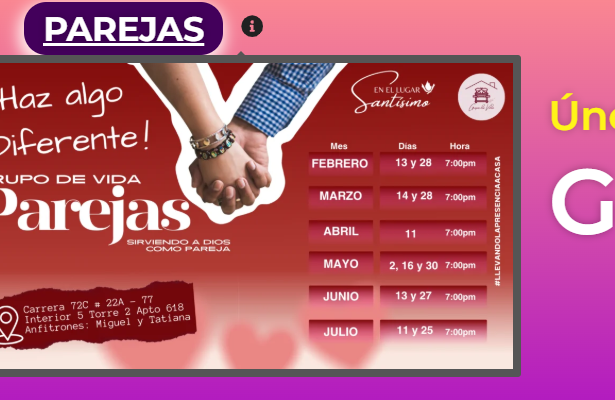 PAREJAS
Haz algo
Diferente!
RUPO DE VIDA
Parejas
SIRVIENDO A DIOS
COMO PAREJA
Carrera 72C # 22A - 77
Interior 5 Torre 2 Apto 618
Anfitrones: Miguel y Tatiana
EN EL LUGAR
Santísimo
Mes Días Hora
FEBRERO 13 y 28 7:00pm
MARZO 14 y 28 7:00pm
ABRIL 11 7:00pm
MAYO 2, 16 y 30 7:00pm
JUNIO 13 y 27 7:00pm
JULIO 11 y 25 7:00pm
#LLEVANDOLAPRESENCIAACASA
Úne
G